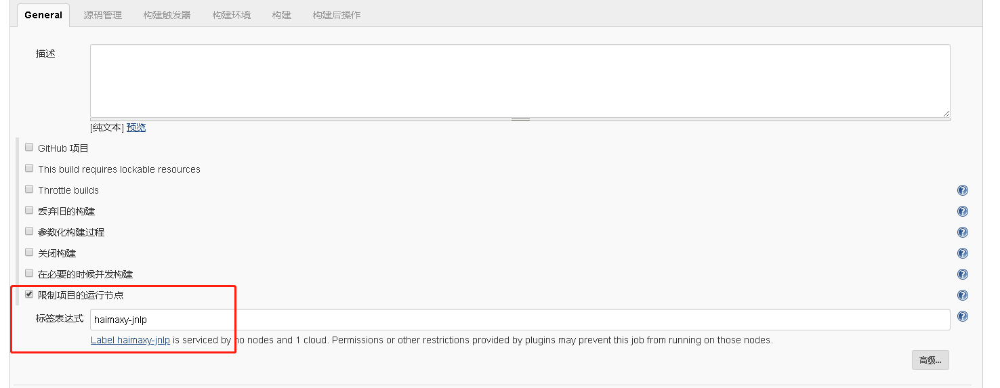 General 源码管理 构建触发器 构建环境 构建 构建后操作
描述
[纯文本] 预览
GitHub 项目
This build requires lockable resources
Throttle builds
丢弃旧的构建
参数化构建过程
关闭构建
在必要的时候并发构建
限制项目的运行节点
标签表达式 haimaxy-jnlp
Label haimaxy-jnlp is serviced by no nodes and 1 cloud. Permissions or other restrictions provided by plugins may prevent this job from running on those nodes.
高级...